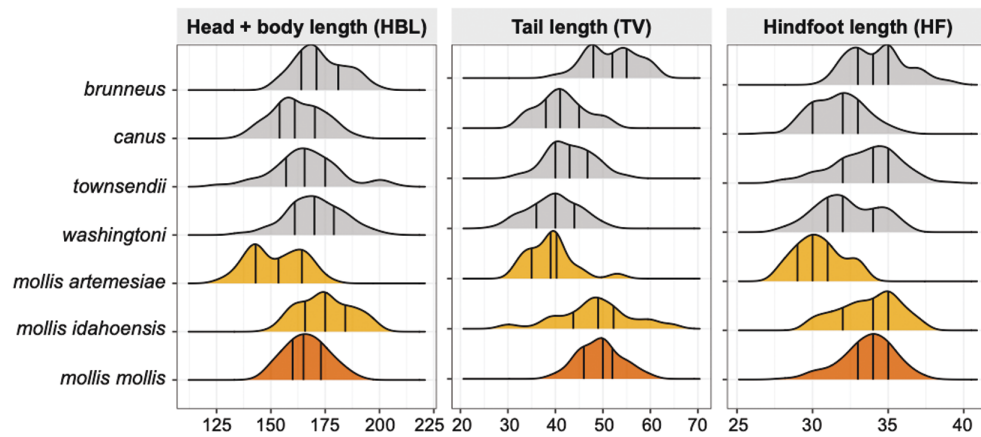 Head + body length (HBL) Tail length (TV) Hindfoot length (HF)
brunneus
canus
townsendii
washingtoni
mollis artemesiae
mollis idahoensis
mollis mollis
125 150 175 200 225 20 30 40 50 60 70 25 30 35 40